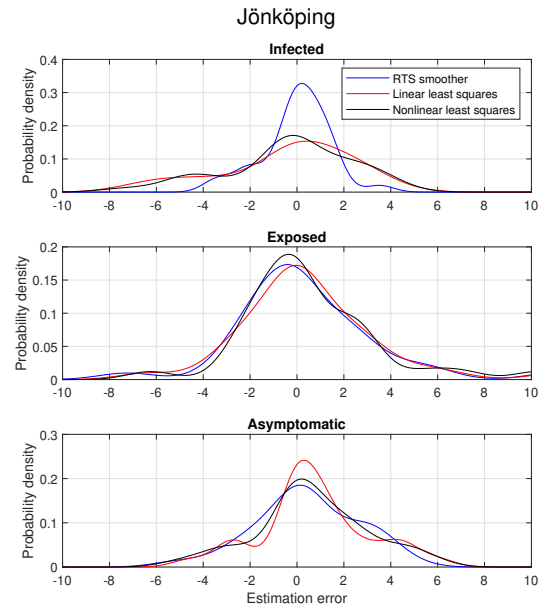 Jönköping
Infected
Probability density
0.4
0.3
0.2
0.1
0
-10 -8 -6 -4 -2 0 2 4 6 8 10
RTS smoother
Linear least squares
Nonlinear least squares
Exposed
Probability density
0.2
0.15
0.1
0.05
0
-10 -8 -6 -4 -2 0 2 4 6 8 10
Asymptomatic
Probability density
0.3
0.2
0.1
0
-10 -8 -6 -4 -2 0 2 4 6 8 10
Estimation error